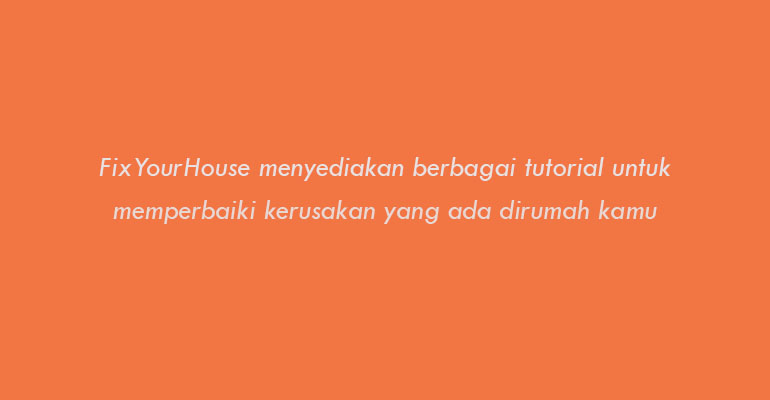 FixYourHouse menyediakan berbagai tutorial untuk
memperbaiki kerusakan yang ada dirumah kamu